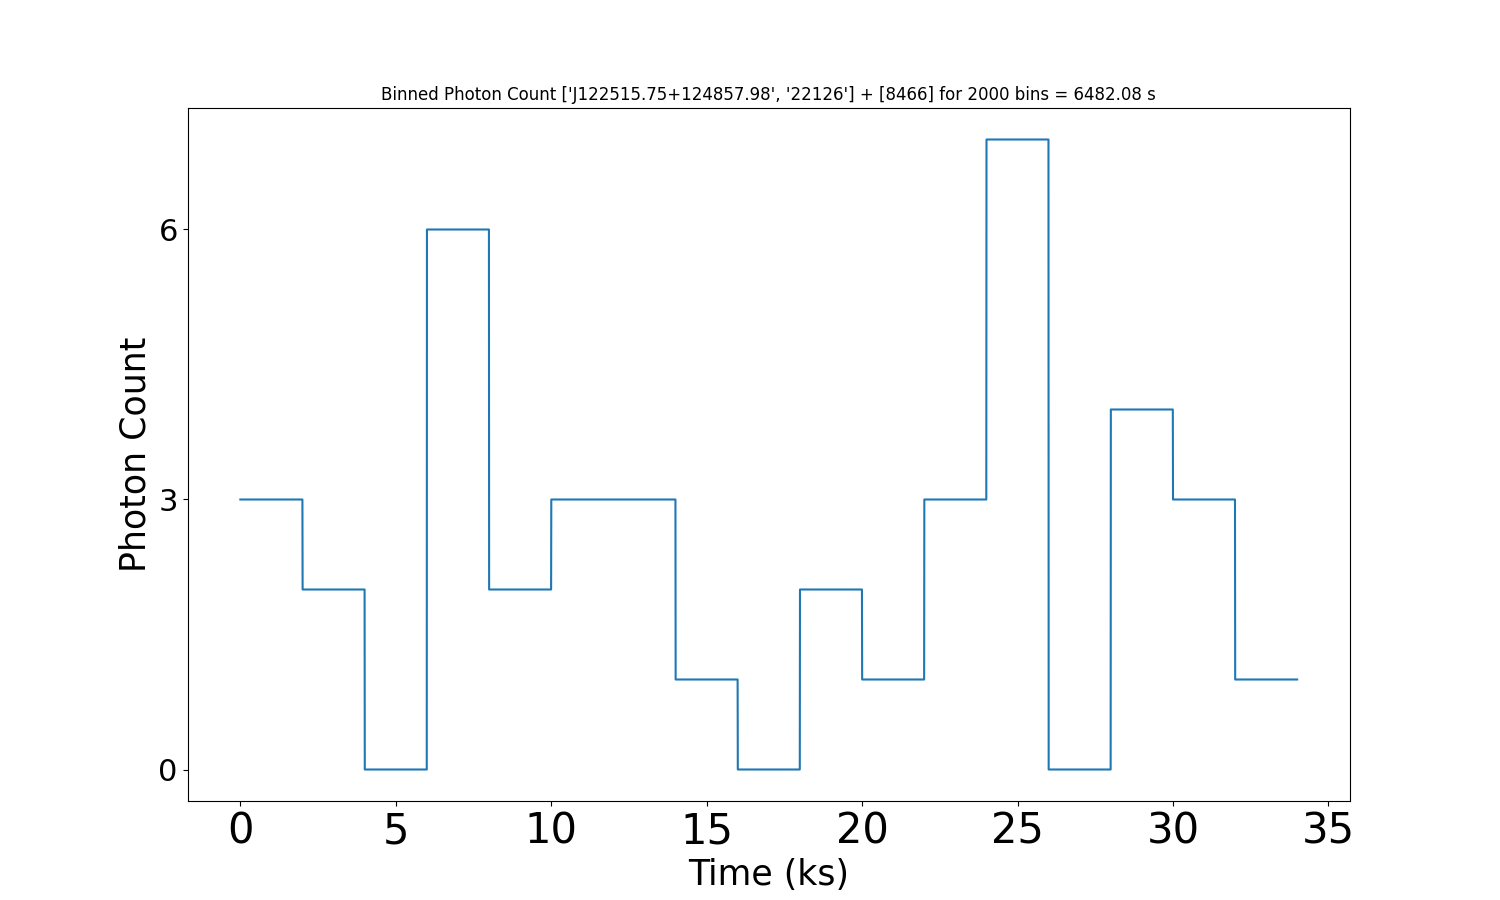 Binned Photon Count ['J122515.75+124857.98', '22126'] + [8466] for 2000 bins = 6482.08 s
Photon Count
6
3
0
0 5 10 15 20 25 30 35
Time (ks)